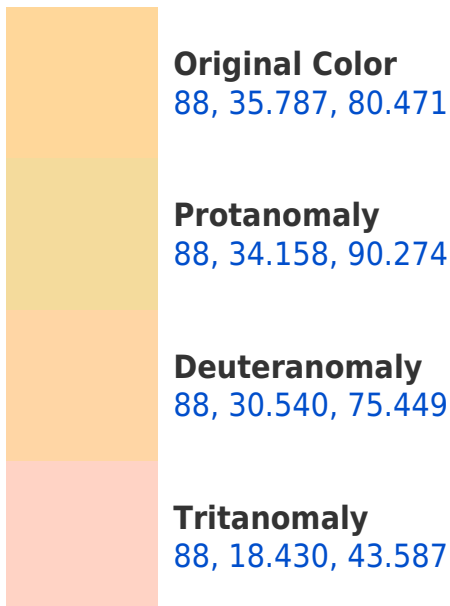 Original Color
88, 35.787, 80.471
Protanomaly
88, 34.158, 90.274
Deuteranomaly
88, 30.540, 75.449
Tritanomaly
88, 18.430, 43.587